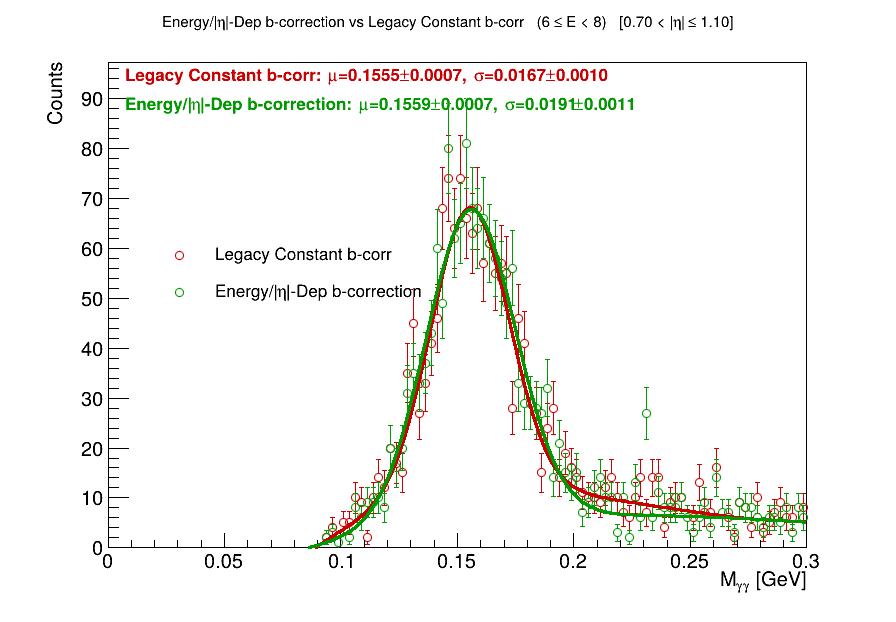 Energy/|η|-Dep b-correction vs Legacy Constant b-corr (6 ≤ E < 8) [0.70 < |η| ≤ 1.10]
Legacy Constant b-corr: μ=0.1555±0.0007, σ=0.0167±0.0010
Energy/|η|-Dep b-correction: μ=0.1559±0.0007, σ=0.0191±0.0011
Counts
90
80
70
60
50
40
30
20
10
0
Legacy Constant b-corr
Energy/|η|-Dep b-correction
0 0.05 0.1 0.15 0.2 0.25 0.3
Mγγ [GeV]